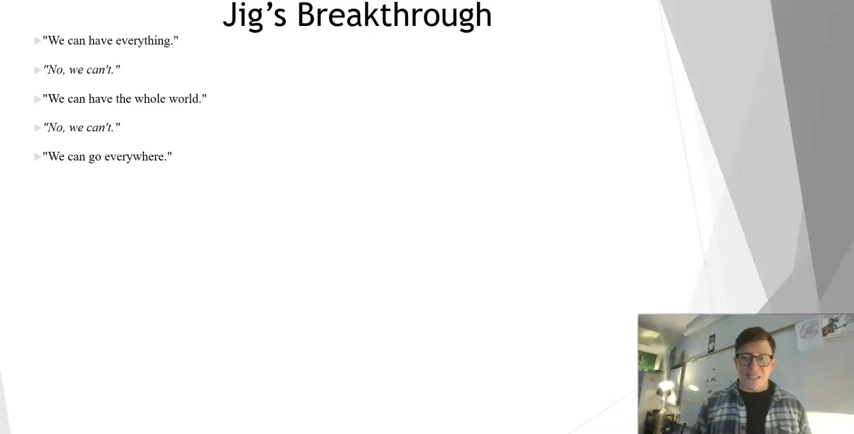 Jig’s Breakthrough
"We can have everything."
"No, we can't."
"We can have the whole world."
"No, we can't."
"We can go everywhere."